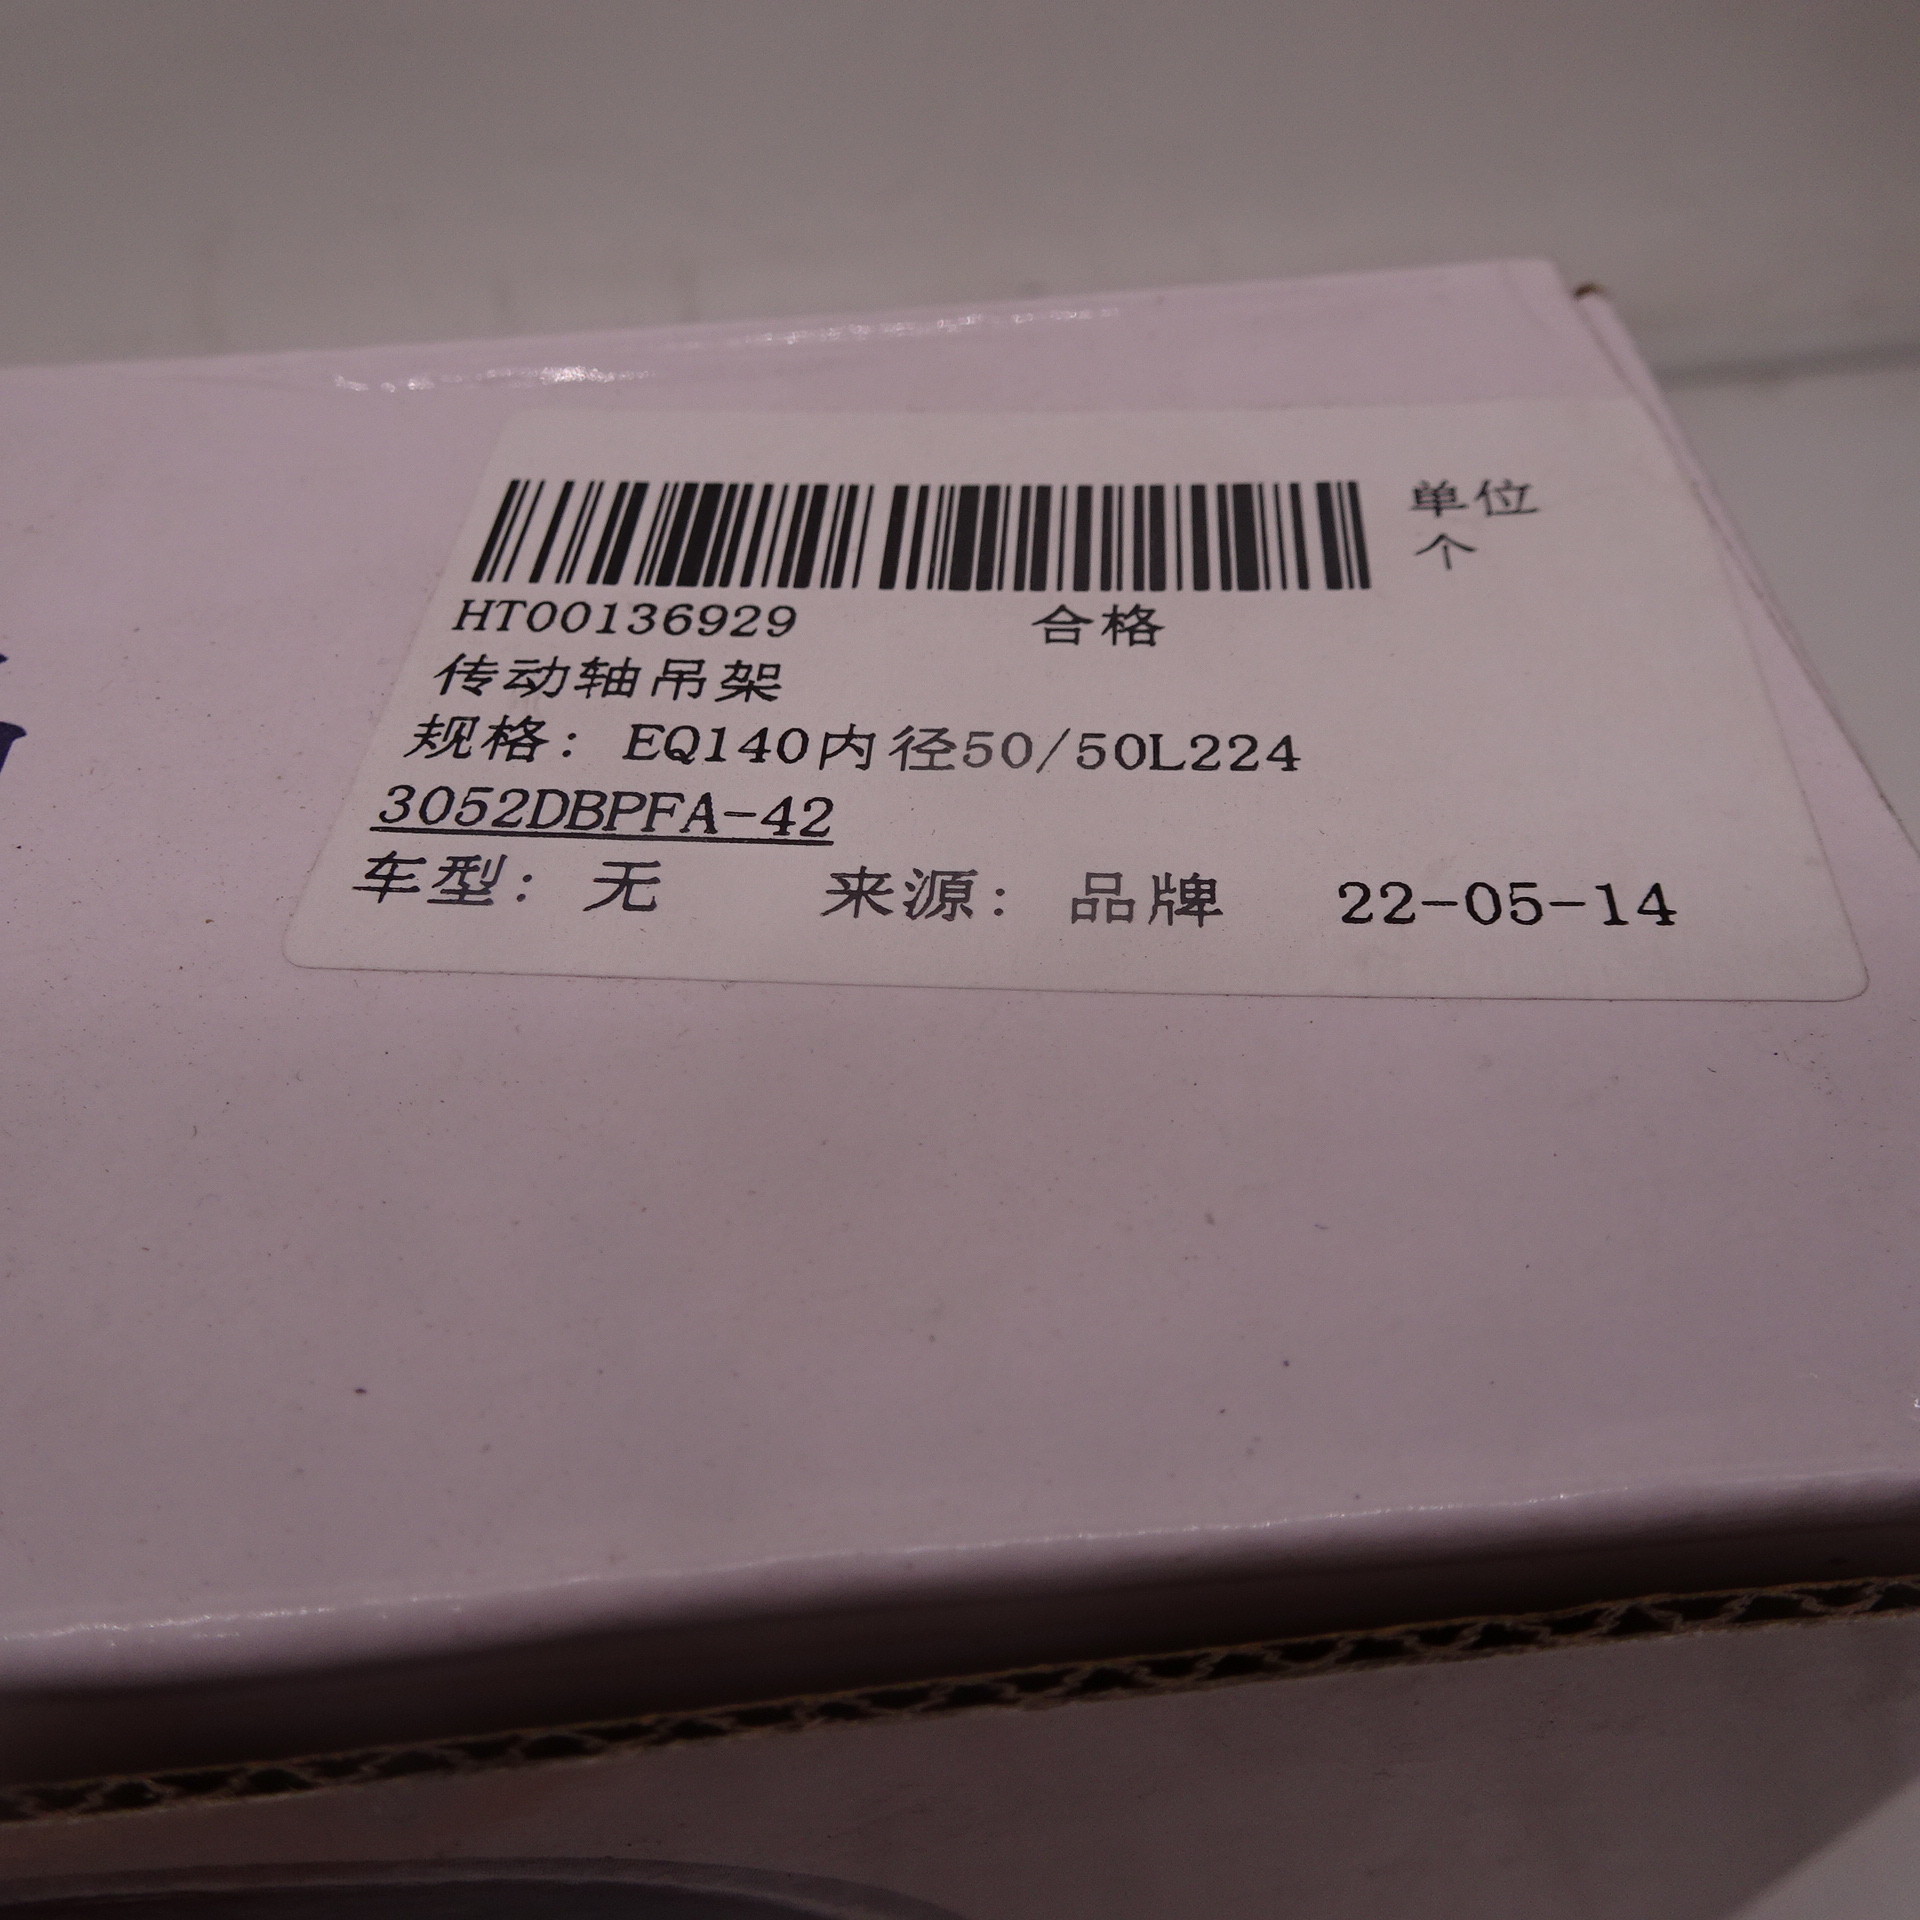 单位
个
HT00136929 合格
传动轴吊架
规格: EQ140内径50/50L224
3052DBPFA-42
车型: 无 来源: 品牌 22-05-14